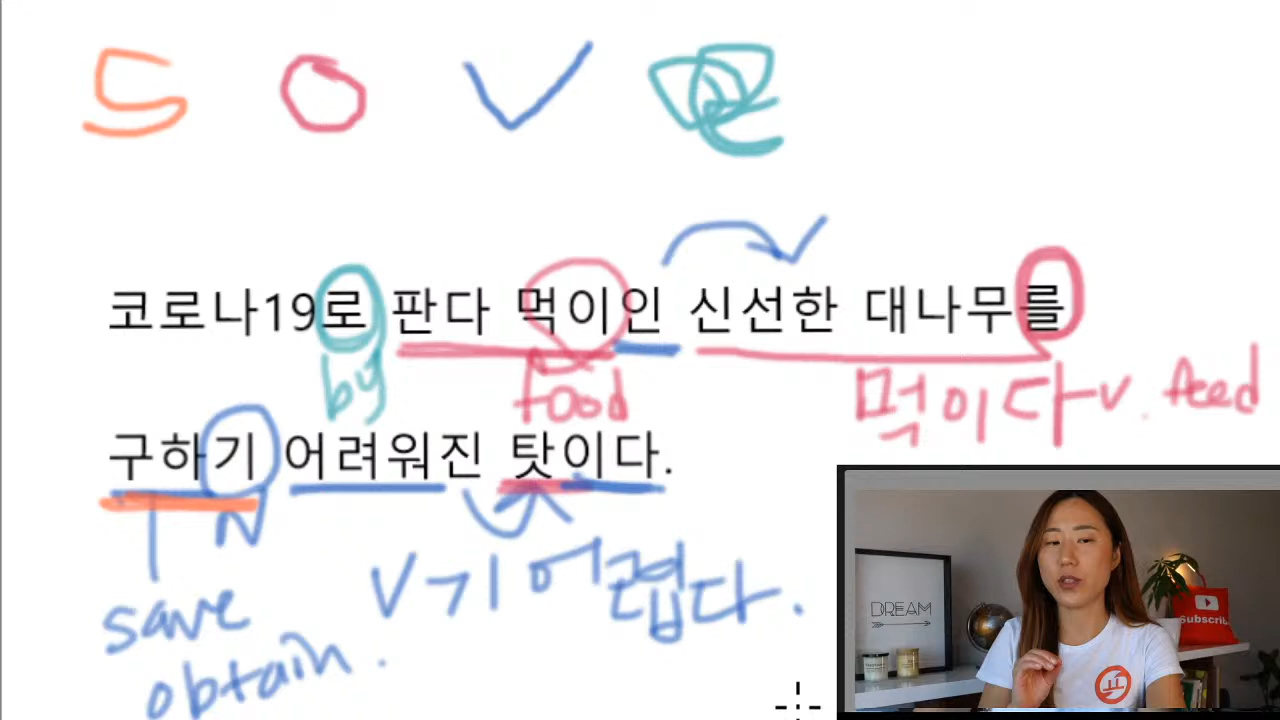 코로나19로 판다 먹이인 신선한 대나무를
by food 먹이다 v. feed
구하기 어려워진 탓이다.
N
save
V기 어렵다.
obtain.
DREAM
Subscrib